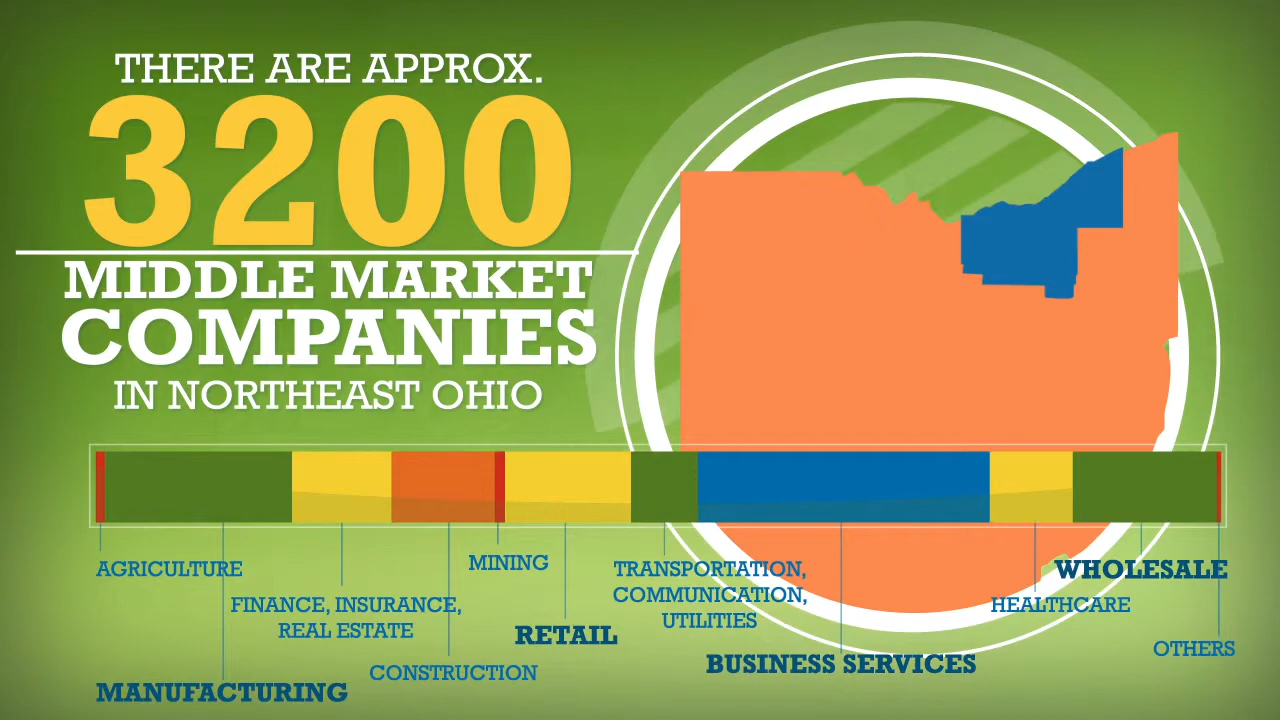 THERE ARE APPROX.
3200
MIDDLE MARKET
COMPANIES
IN NORTHEAST OHIO
AGRICULTURE
MANUFACTURING
FINANCE, INSURANCE,
REAL ESTATE
CONSTRUCTION
MINING
RETAIL
TRANSPORTATION,
COMMUNICATION,
UTILITIES
BUSINESS SERVICES
HEALTHCARE
WHOLESALE
OTHERS